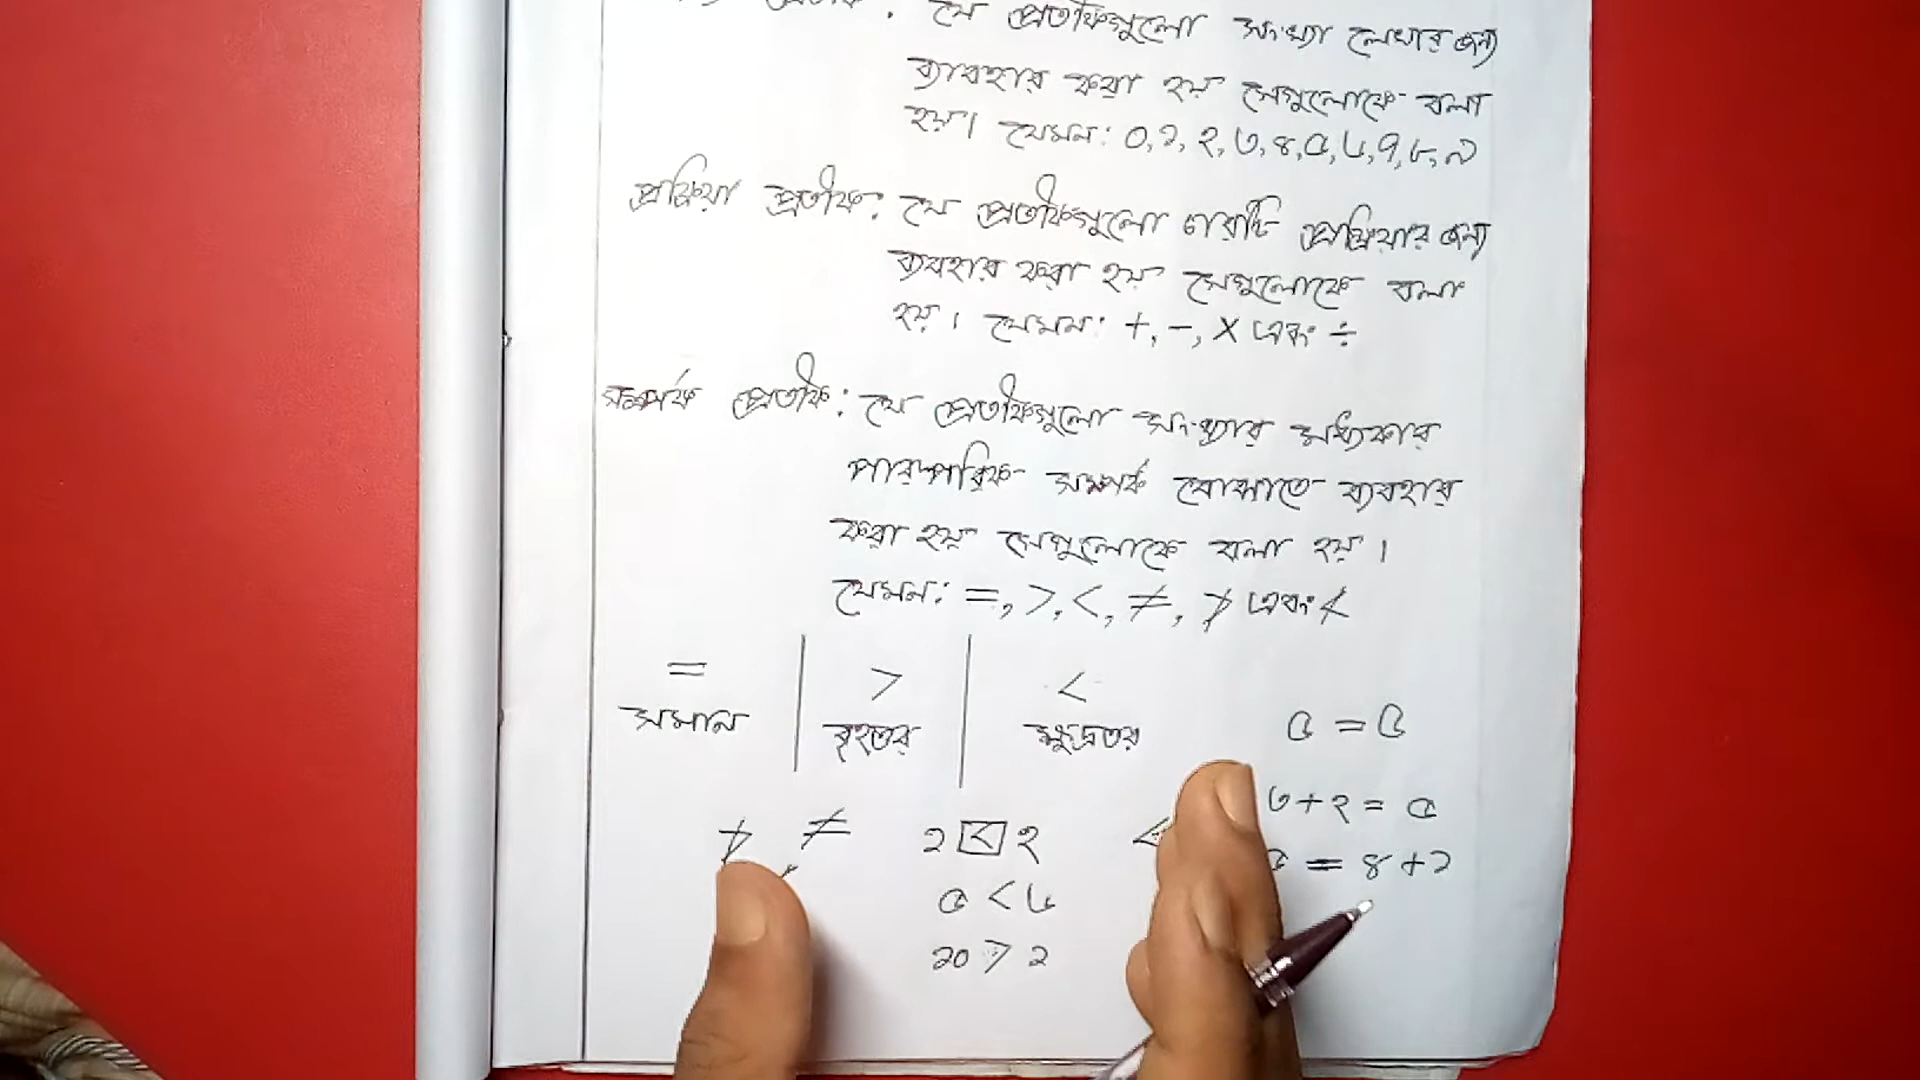 প্রতীক: যে প্রতীকগুলো সংখ্যা লেখার জন্য
ব্যবহার করা হয় সেগুলোকে বলা
হয়। যেমন: ০,১,২,৩,৪,৫,৬,৭,৮,৯
প্রক্রিয়া প্রতীক: যে প্রতীকগুলো চারটি প্রক্রিয়ার জন্য
ব্যবহার করা হয় সেগুলোকে বলা
হয়। যেমন: +, -, × এবং ÷
সম্পর্ক প্রতীক: যে প্রতীকগুলো সংখ্যার মধ্যকার
পারস্পরিক সম্পর্ক বোঝাতে ব্যবহার
করা হয় সেগুলোকে বলা হয়।
যেমন: =, >, <, ≠, ≯ এবং ≮
= > <
সমান বৃহত্তর ক্ষুদ্রতর
৫ = ৫
৩+২ = ৫
≯, ≠ ১ < ২ <
= ৪+১
৫ < ৬
১০ > ১